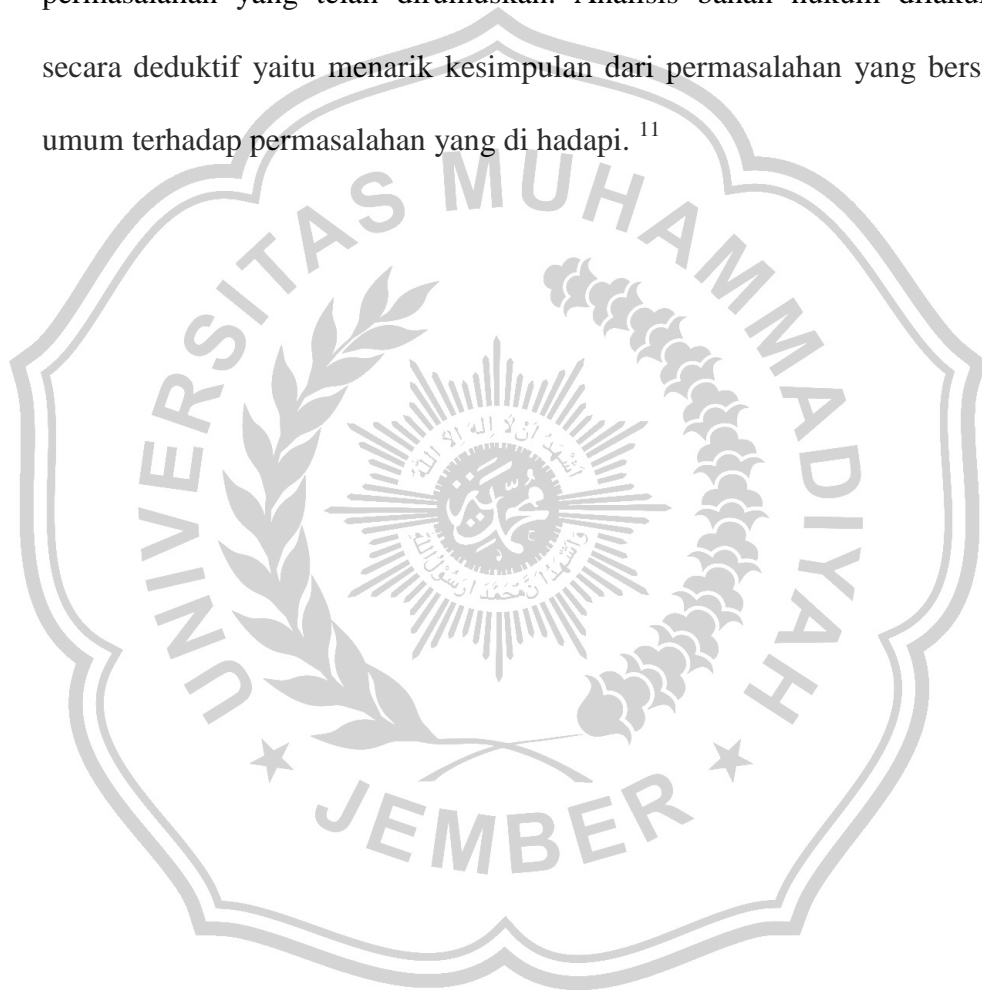 permasalahan yang telah dirumuskan. Analisis bahan hukum
secara deduktif yaitu menarik kesimpulan dari permasalahan yang
umum terhadap permasalahan yang di hadapi. 11
UNIVERSITAS MUHAMMADIYAH
JEMBER